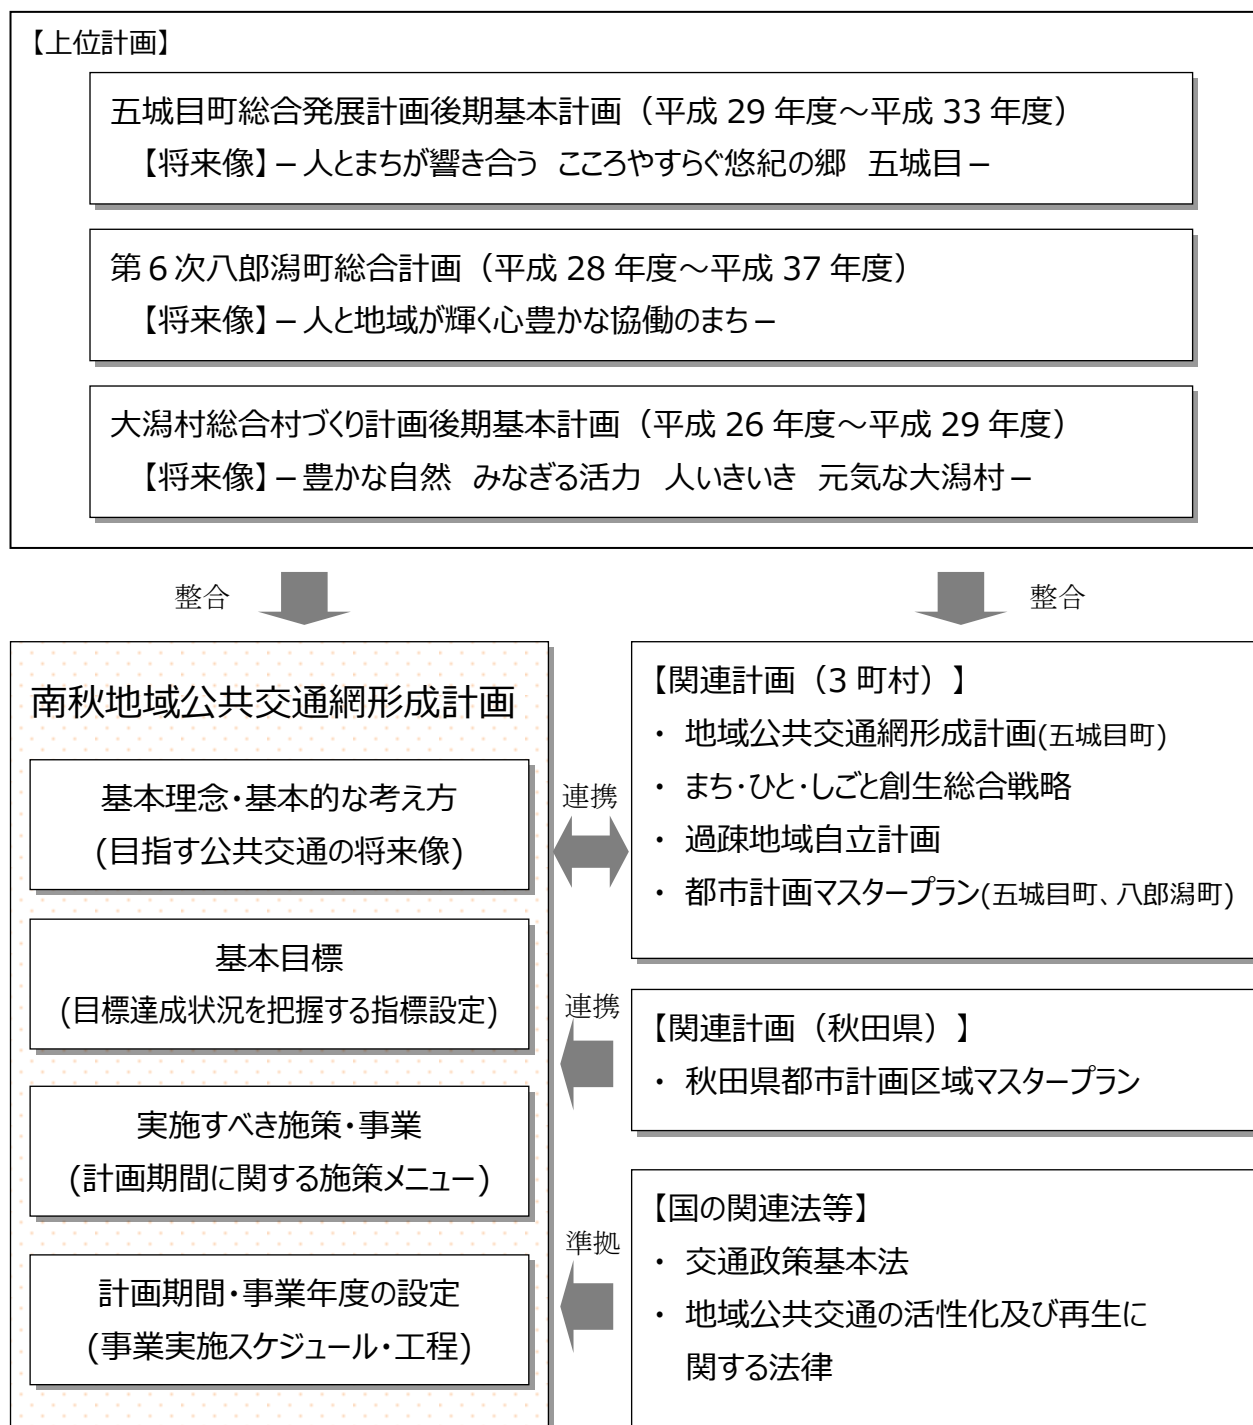 【上位計画】
五城目町総合発展計画後期基本計画（平成 29 年度～平成 33 年度）
【将来像】－人とまちが響き合う　こころやすらぐ悠紀の郷　五城目－
第６次八郎潟町総合計画（平成 28 年度～平成 37 年度）
【将来像】－人と地域が輝く心豊かな協働のまち－
大潟村総合村づくり計画後期基本計画（平成 26 年度～平成 29 年度）
【将来像】－豊かな自然　みなぎる活力　人いきいき　元気な大潟村－
整合
整合
南秋地域公共交通網形成計画
基本理念・基本的な考え方
(目指す公共交通の将来像)
基本目標
(目標達成状況を把握する指標設定)
実施すべき施策・事業
(計画期間に関する施策メニュー)
計画期間・事業年度の設定
(事業実施スケジュール・工程)
連携
連携
準拠
【関連計画（3 町村）】
・ 地域公共交通網形成計画(五城目町)
・ まち・ひと・しごと創生総合戦略
・ 過疎地域自立計画
・ 都市計画マスタープラン(五城目町、八郎潟町)
【関連計画（秋田県）】
・ 秋田県都市計画区域マスタープラン
【国の関連法等】
・ 交通政策基本法
・ 地域公共交通の活性化及び再生に
関する法律